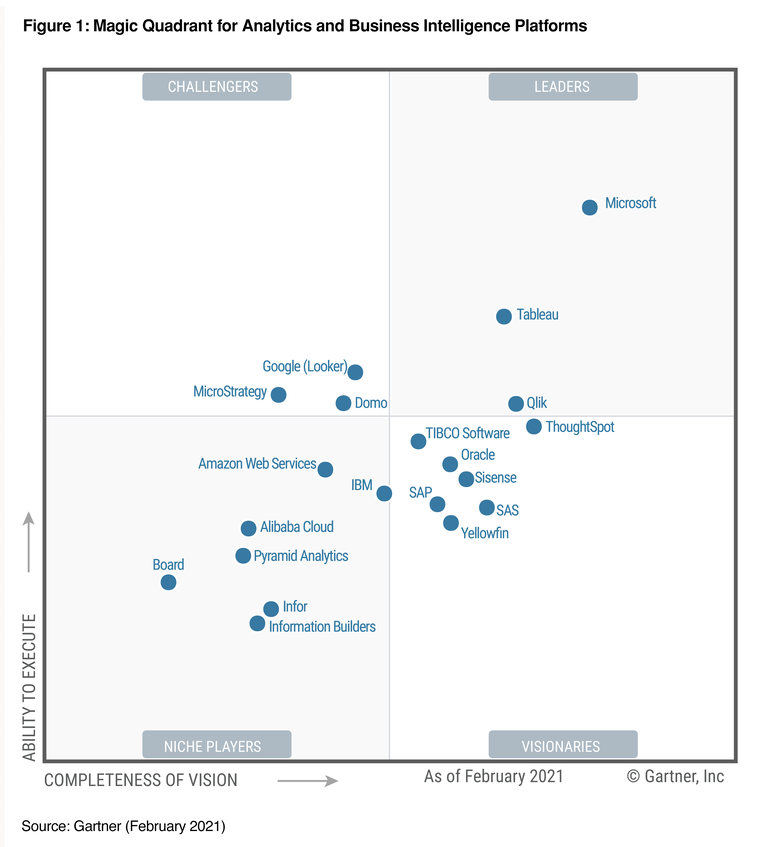 Figure 1: Magic Quadrant for Analytics and Business Intelligence Platforms
CHALLENGERS
LEADERS
Microsoft
Tableau
Google (Looker)
MicroStrategy
Domo
Qlik
ThoughtSpot
TIBCO Software
Oracle
Amazon Web Services
Sisense
IBM
SAP
SAS
Yellowfin
Alibaba Cloud
Pyramid Analytics
Board
Infor
Information Builders
ABILITY TO EXECUTE
NICHE PLAYERS
VISIONARIES
COMPLETENESS OF VISION
As of February 2021
© Gartner, Inc
Source: Gartner (February 2021)